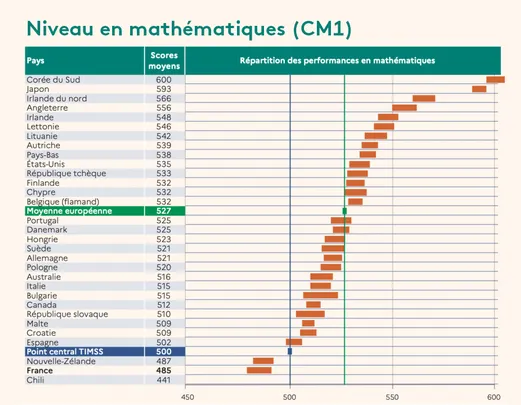 Niveau en mathématiques (CM1)
Pays Scores moyens Répartition des performances en mathématiques
Corée du Sud 600
Japon 593
Irlande du nord 566
Angleterre 556
Irlande 548
Lettonie 546
Lituanie 542
Autriche 539
Pays-Bas 538
États-Unis 535
République tchèque 533
Finlande 532
Chypre 532
Belgique (flamand) 532
Moyenne européenne 527
Portugal 525
Danemark 525
Hongrie 523
Suède 521
Allemagne 521
Pologne 520
Australie 516
Italie 515
Bulgarie 515
Canada 512
République slovaque 510
Malte 509
Croatie 509
Espagne 502
Point central TIMSS 500
Nouvelle-Zélande 487
France 485
Chili 441
450 500 550 600